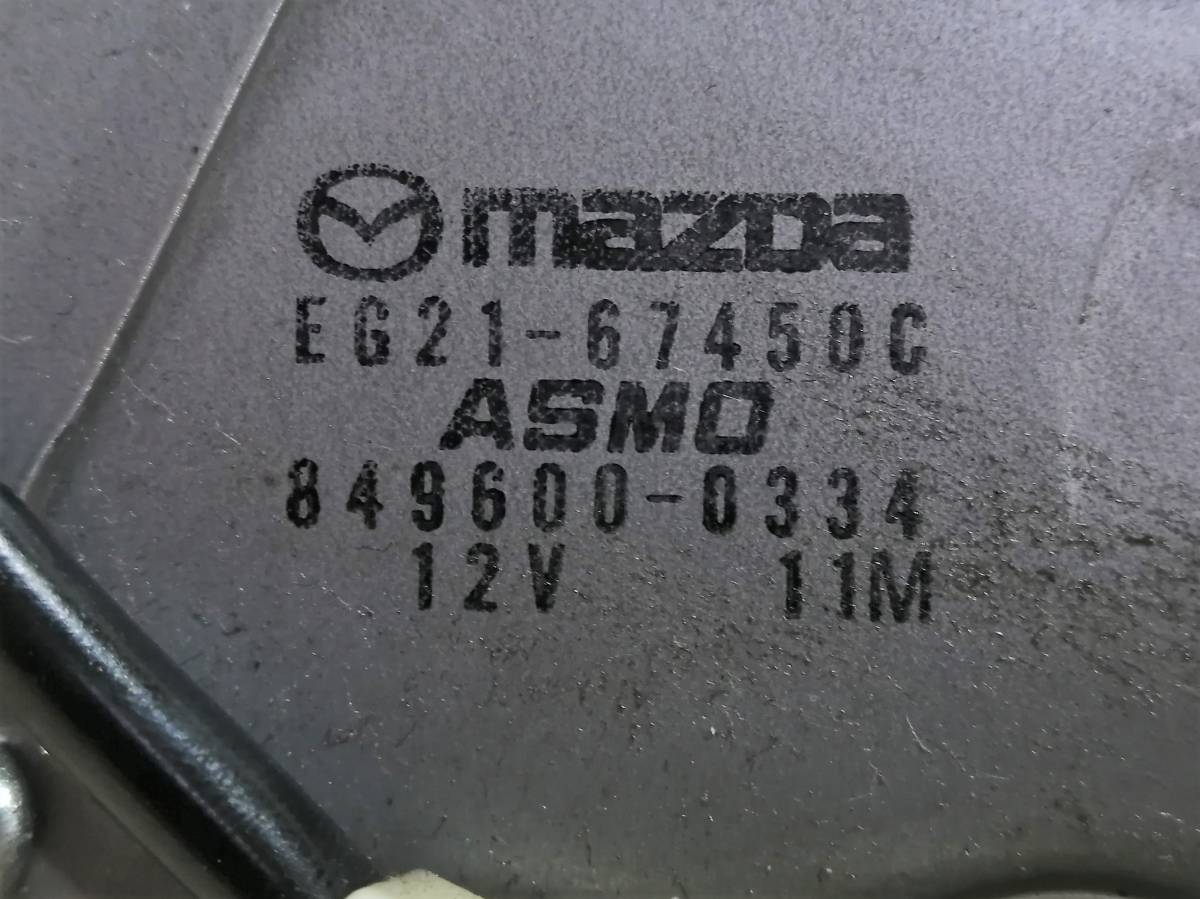 mazda
EG21-67450C
ASMO
849600-0334
12V 11M